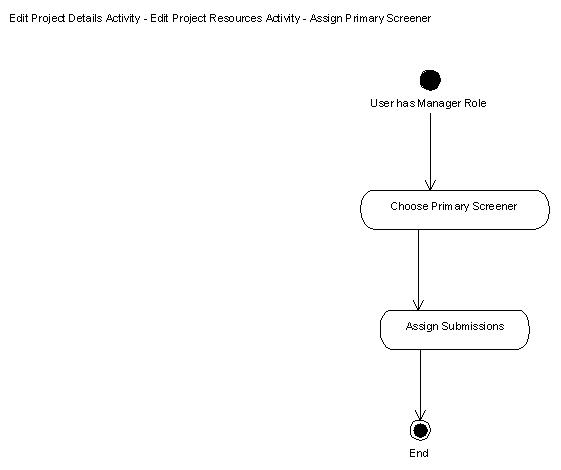 Edit Project Details Activity - Edit Project Resources Activity - Assign Primary Screener
User has Manager Role
Choose Primary Screener
Assign Submissions
End